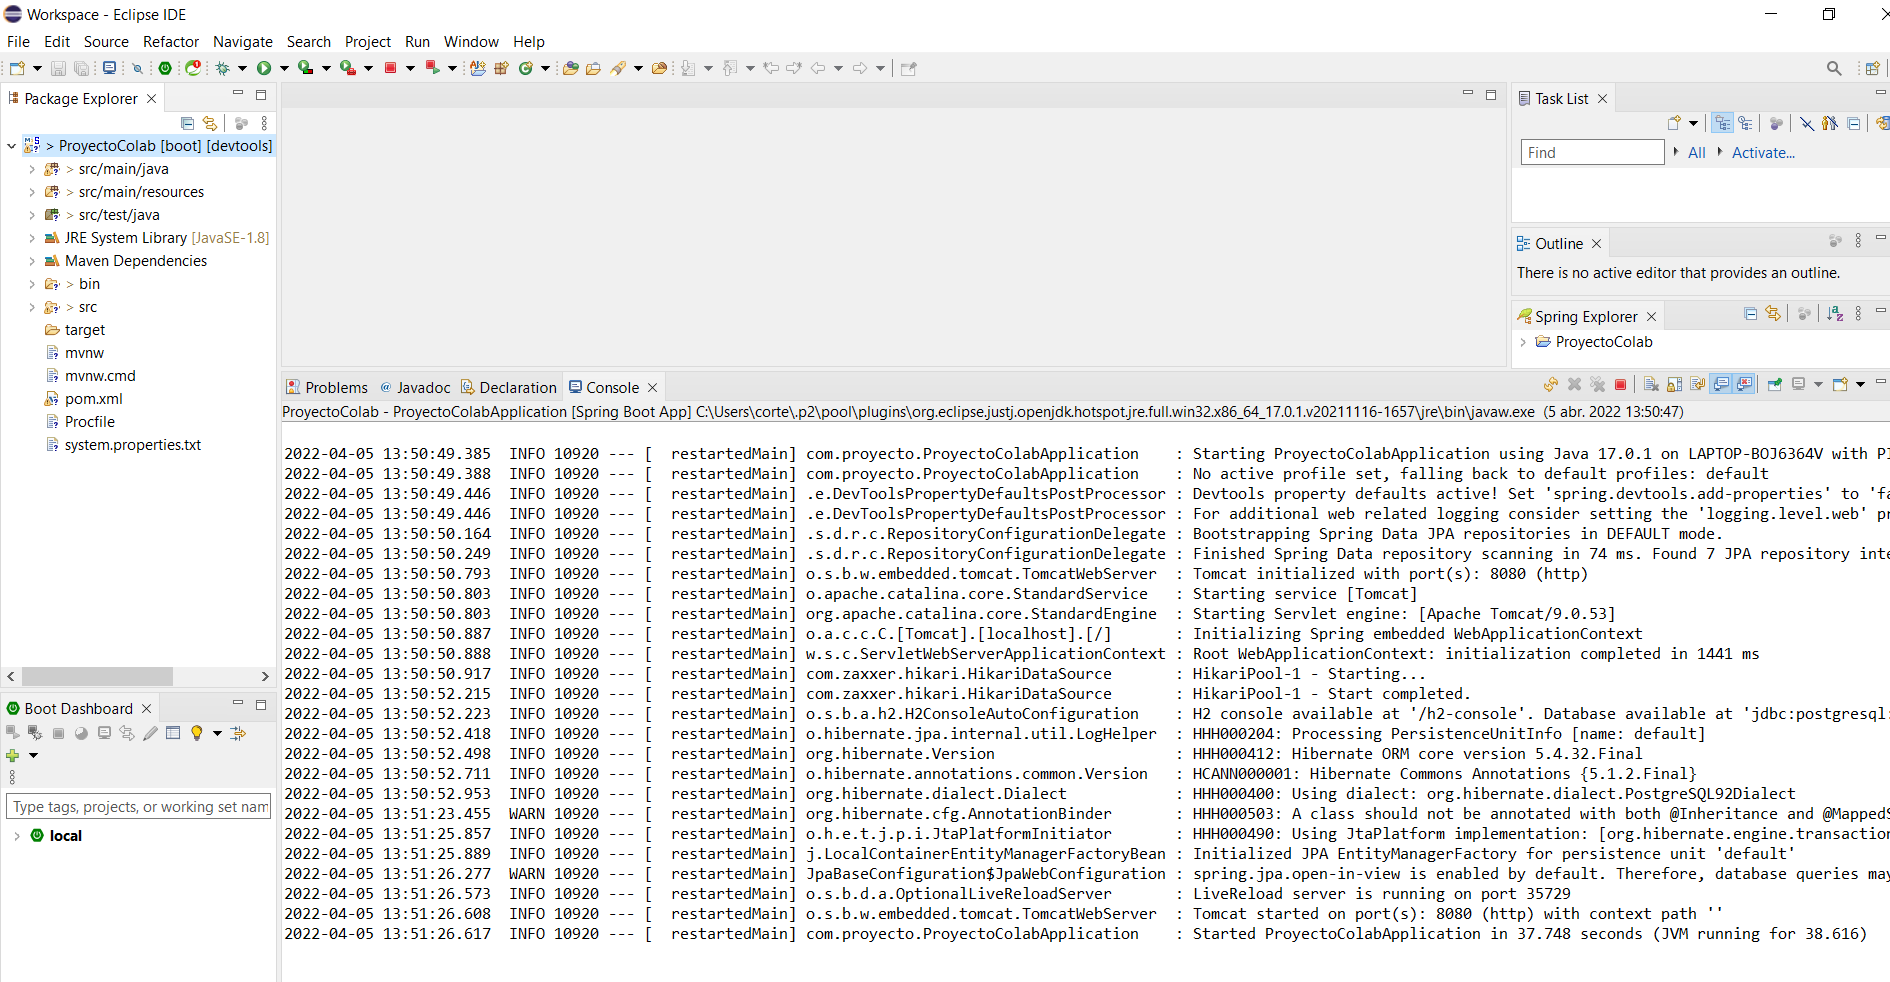 Workspace - Eclipse IDE
File Edit Source Refactor Navigate Search Project Run Window Help
Package Explorer
> ProyectoColab [boot] [devtools]
> src/main/java
> src/main/resources
> src/test/java
JRE System Library [JavaSE-1.8]
Maven Dependencies
> bin
> src
target
mvnw
mvnw.cmd
pom.xml
Procfile
system.properties.txt
Boot Dashboard
Type tags, projects, or working set nam
local
Task List
Find
All
Activate...
Outline
There is no active editor that provides an outline.
Spring Explorer
ProyectoColab
Problems @ Javadoc Declaration Console
ProyectoColab - ProyectoColabApplication [Spring Boot App] C:\Users\corte\.p2\pool\plugins\org.eclipse.justj.openjdk.hotspot.jre.full.win32.x86_64_17.0.1.v20211116-1657\jre\bin\javaw.exe (5 abr. 2022 13:50:47)
2022-04-05 13:50:49.385 INFO 10920 --- [ restartedMain] com.proyecto.ProyectoColabApplication : Starting ProyectoColabApplication using Java 17.0.1 on LAPTOP-BOJ6364V with PI
2022-04-05 13:50:49.388 INFO 10920 --- [ restartedMain] com.proyecto.ProyectoColabApplication : No active profile set, falling back to default profiles: default
2022-04-05 13:50:49.446 INFO 10920 --- [ restartedMain] .e.DevToolsPropertyDefaultsPostProcessor : Devtools property defaults active! Set 'spring.devtools.add-properties' to 'fa
2022-04-05 13:50:49.446 INFO 10920 --- [ restartedMain] .e.DevToolsPropertyDefaultsPostProcessor : For additional web related logging consider setting the 'logging.level.web' pr
2022-04-05 13:50:50.164 INFO 10920 --- [ restartedMain] .s.d.r.c.RepositoryConfigurationDelegate : Bootstrapping Spring Data JPA repositories in DEFAULT mode.
2022-04-05 13:50:50.249 INFO 10920 --- [ restartedMain] .s.d.r.c.RepositoryConfigurationDelegate : Finished Spring Data repository scanning in 74 ms. Found 7 JPA repository inte
2022-04-05 13:50:50.793 INFO 10920 --- [ restartedMain] o.s.b.w.embedded.tomcat.TomcatWebServer : Tomcat initialized with port(s): 8080 (http)
2022-04-05 13:50:50.803 INFO 10920 --- [ restartedMain] o.apache.catalina.core.StandardService : Starting service [Tomcat]
2022-04-05 13:50:50.803 INFO 10920 --- [ restartedMain] org.apache.catalina.core.StandardEngine : Starting Servlet engine: [Apache Tomcat/9.0.53]
2022-04-05 13:50:50.887 INFO 10920 --- [ restartedMain] o.a.c.c.C.[Tomcat].[localhost].[/] : Initializing Spring embedded WebApplicationContext
2022-04-05 13:50:50.888 INFO 10920 --- [ restartedMain] w.s.c.ServletWebServerApplicationContext : Root WebApplicationContext: initialization completed in 1441 ms
2022-04-05 13:50:50.917 INFO 10920 --- [ restartedMain] com.zaxxer.hikari.HikariDataSource : HikariPool-1 - Starting...
2022-04-05 13:50:52.215 INFO 10920 --- [ restartedMain] com.zaxxer.hikari.HikariDataSource : HikariPool-1 - Start completed.
2022-04-05 13:50:52.223 INFO 10920 --- [ restartedMain] o.s.b.a.h2.H2ConsoleAutoConfiguration : H2 console available at '/h2-console'. Database available at 'jdbc:postgresql:
2022-04-05 13:50:52.418 INFO 10920 --- [ restartedMain] o.hibernate.jpa.internal.util.LogHelper : HHH000204: Processing PersistenceUnitInfo [name: default]
2022-04-05 13:50:52.498 INFO 10920 --- [ restartedMain] org.hibernate.Version : HHH000412: Hibernate ORM core version 5.4.32.Final
2022-04-05 13:50:52.711 INFO 10920 --- [ restartedMain] o.hibernate.annotations.common.Version : HCANN000001: Hibernate Commons Annotations {5.1.2.Final}
2022-04-05 13:50:52.953 INFO 10920 --- [ restartedMain] org.hibernate.dialect.Dialect : HHH000400: Using dialect: org.hibernate.dialect.PostgreSQL92Dialect
2022-04-05 13:51:23.455 WARN 10920 --- [ restartedMain] org.hibernate.cfg.AnnotationBinder : HHH000503: A class should not be annotated with both @Inheritance and @MappedS
2022-04-05 13:51:25.857 INFO 10920 --- [ restartedMain] o.h.e.t.j.p.i.JtaPlatformInitiator : HHH000490: Using JtaPlatform implementation: [org.hibernate.engine.transaction
2022-04-05 13:51:25.889 INFO 10920 --- [ restartedMain] j.LocalContainerEntityManagerFactoryBean : Initialized JPA EntityManagerFactory for persistence unit 'default'
2022-04-05 13:51:26.277 WARN 10920 --- [ restartedMain] JpaBaseConfiguration$JpaWebConfiguration : spring.jpa.open-in-view is enabled by default. Therefore, database queries may
2022-04-05 13:51:26.573 INFO 10920 --- [ restartedMain] o.s.b.d.a.OptionalLiveReloadServer : LiveReload server is running on port 35729
2022-04-05 13:51:26.608 INFO 10920 --- [ restartedMain] o.s.b.w.embedded.tomcat.TomcatWebServer : Tomcat started on port(s): 8080 (http) with context path ''
2022-04-05 13:51:26.617 INFO 10920 --- [ restartedMain] com.proyecto.ProyectoColabApplication : Started ProyectoColabApplication in 37.748 seconds (JVM running for 38.616)